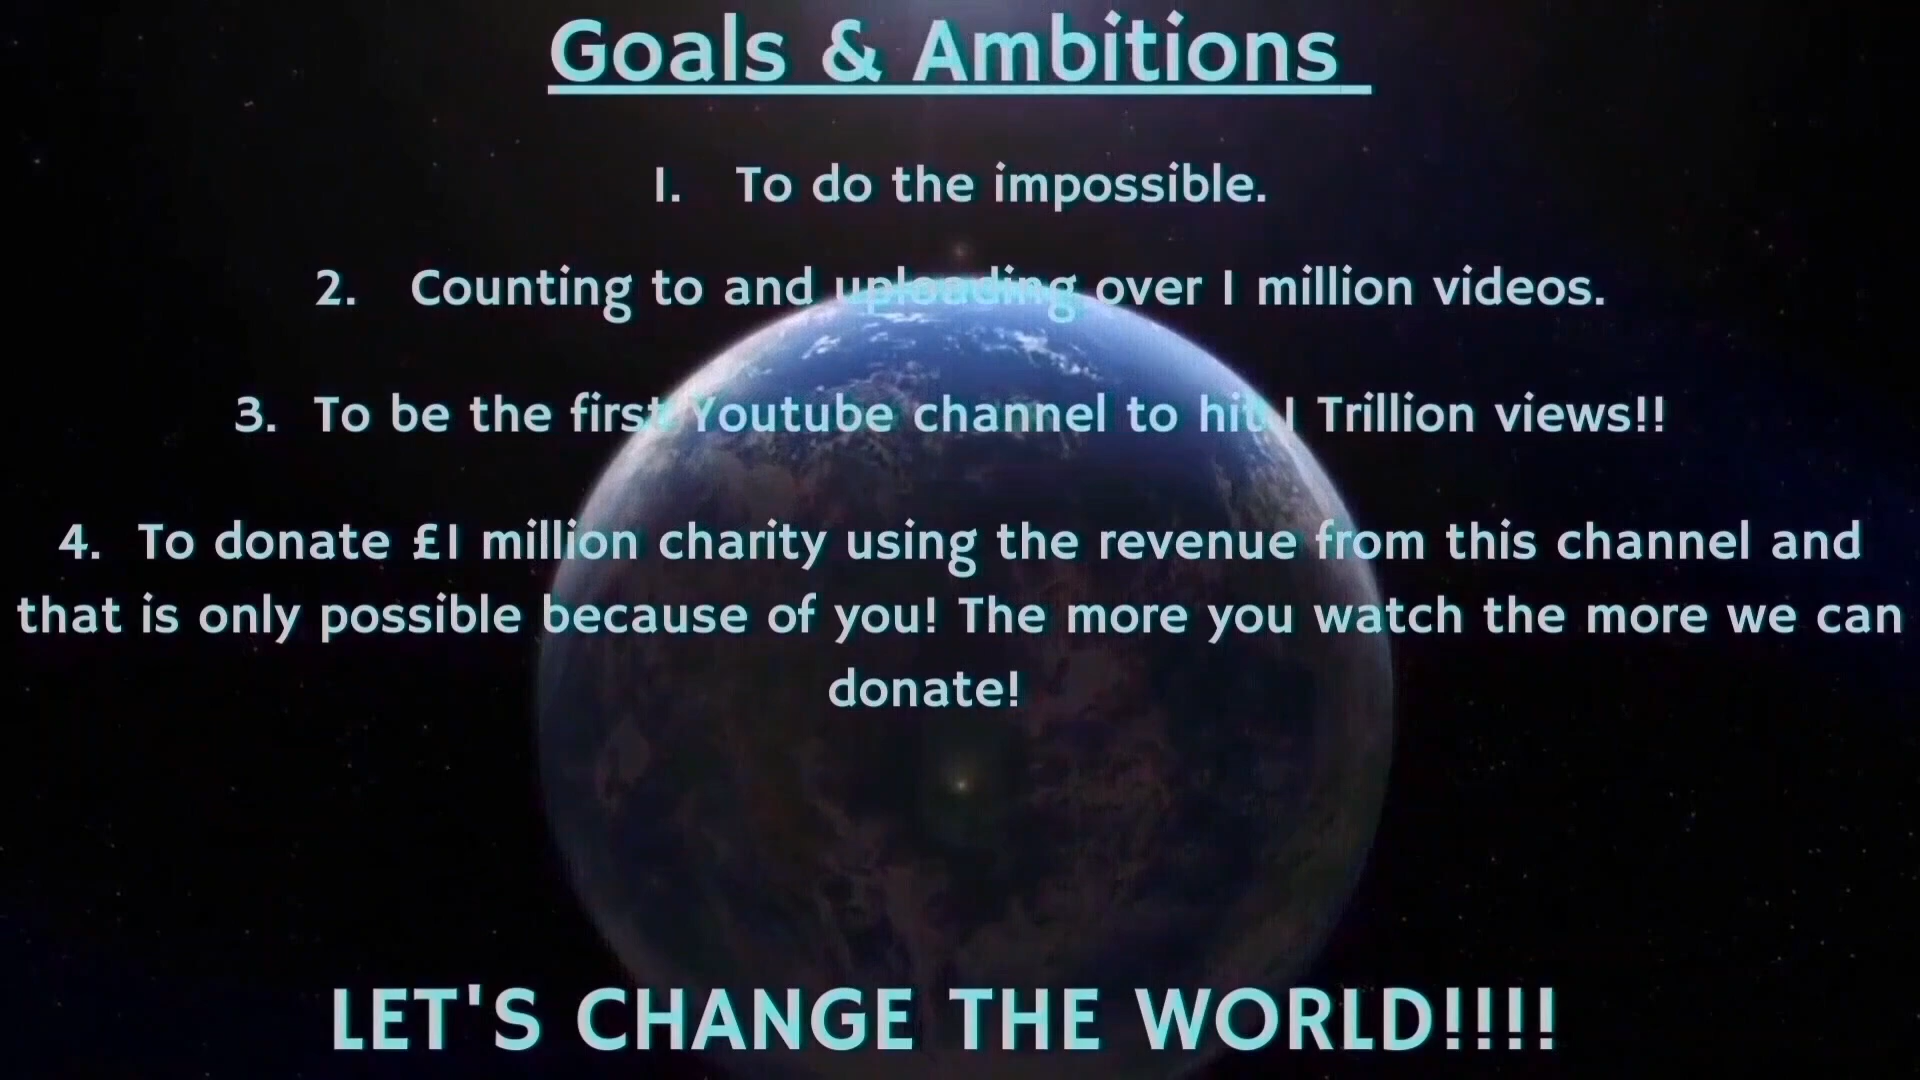 Goals & Ambitions
1. To do the impossible.
2. Counting to and uploading over 1 million videos.
3. To be the first Youtube channel to hit 1 Trillion views!!
4. To donate £1 million charity using the revenue from this channel and
that is only possible because of you! The more you watch the more we can
donate!
LET'S CHANGE THE WORLD!!!!